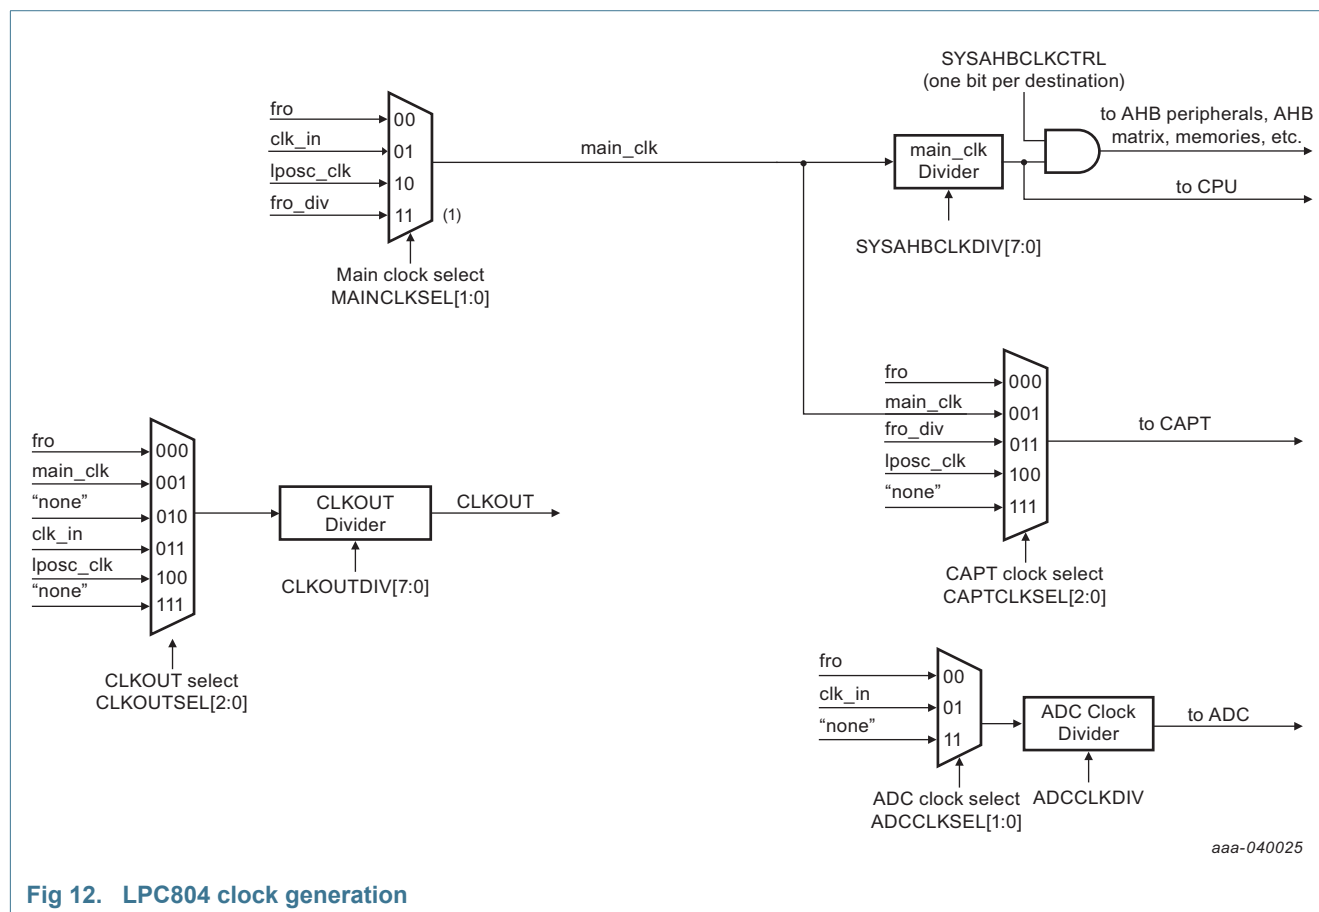 SYSAHBCLKCTRL
(one bit per destination)
fro
clk_in
lposc_clk
fro_div
00
01
10
11
(1)
main_clk
main_clk
Divider
to AHB peripherals, AHB
matrix, memories, etc.
to CPU
SYSAHBCLKDIV[7:0]
Main clock select
MAINCLKSEL[1:0]
fro
main_clk
fro_div
lposc_clk
“none”
000
001
011
100
111
to CAPT
CAPT clock select
CAPTCLKSEL[2:0]
fro
main_clk
“none”
clk_in
lposc_clk
“none”
000
001
010
011
100
111
CLKOUT
Divider
CLKOUT
CLKOUTDIV[7:0]
CLKOUT select
CLKOUTSEL[2:0]
fro
clk_in
“none”
00
01
11
ADC Clock
Divider
to ADC
ADC clock select
ADCCLKSEL[1:0]
ADCCLKDIV
aaa-040025
Fig 12. LPC804 clock generation